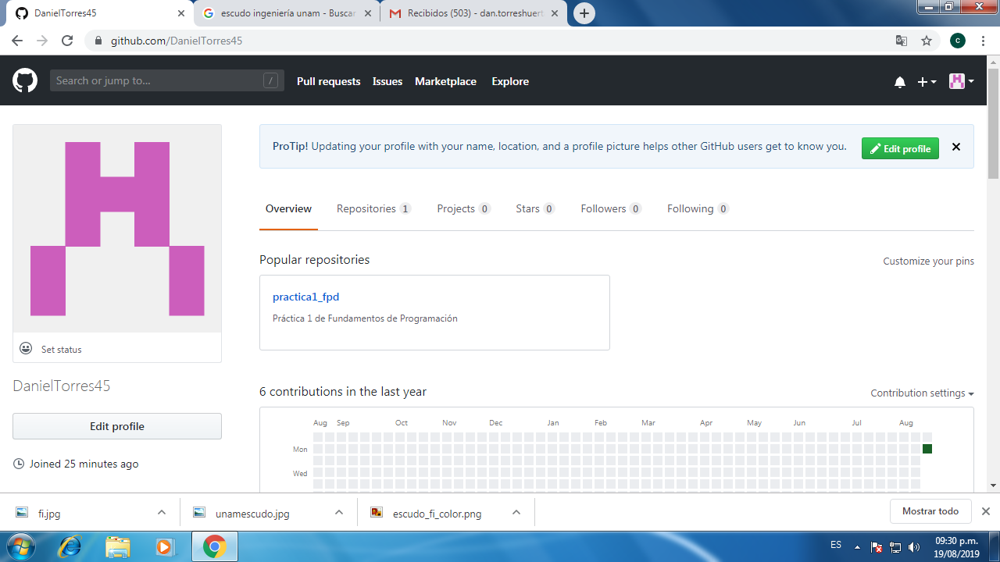 DanielTorres45
escudo ingeniería unam - Buscar
Recibidos (503) - dan.torreshuert
github.com/DanielTorres45
C
Search or jump to... /
Pull requests Issues Marketplace Explore
ProTip! Updating your profile with your name, location, and a profile picture helps other GitHub users get to know you.
Edit profile
Overview Repositories 1 Projects 0 Stars 0 Followers 0 Following 0
Popular repositories
Customize your pins
practica1_fpd
Práctica 1 de Fundamentos de Programación
Set status
DanielTorres45
Edit profile
Joined 25 minutes ago
6 contributions in the last year
Contribution settings
Aug Sep Oct Nov Dec Jan Feb Mar Apr May Jun Jul Aug
Mon
Wed
fi.jpg
unamescudo.jpg
escudo_fi_color.png
Mostrar todo
ES
09:30 p.m.
19/08/2019